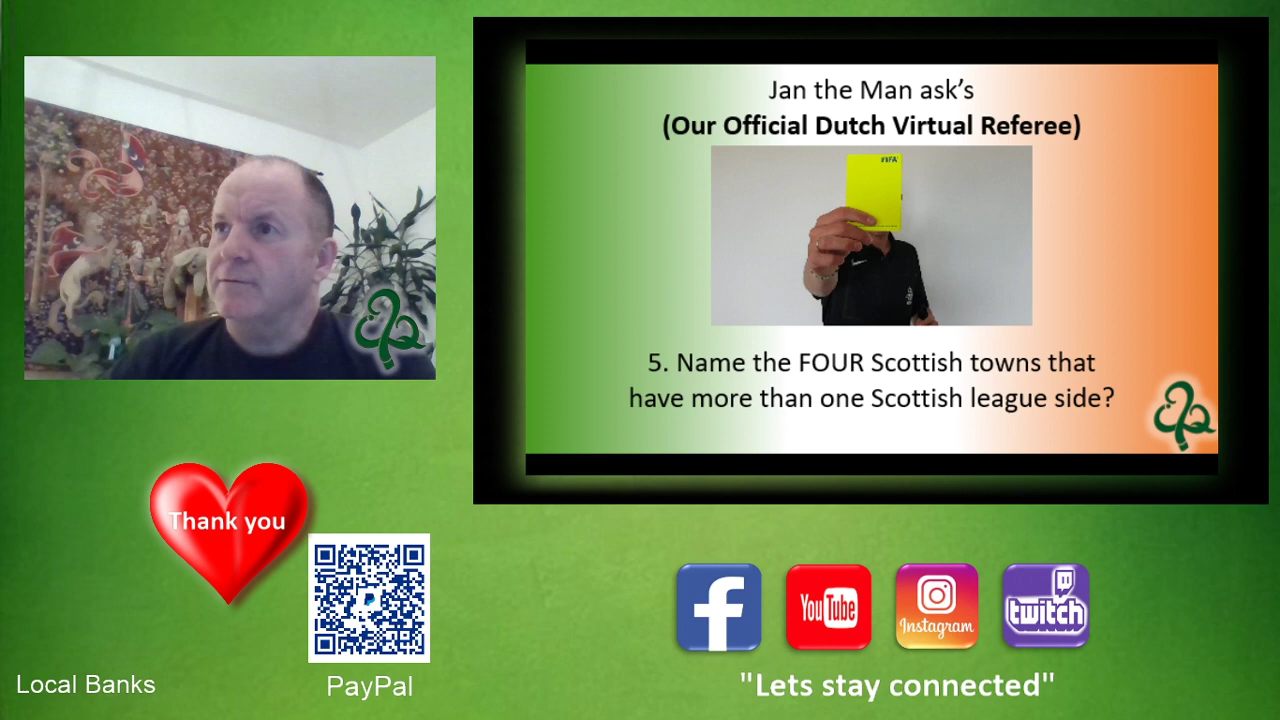 Jan the Man ask’s
(Our Official Dutch Virtual Referee)
FIFA
5. Name the FOUR Scottish towns that
have more than one Scottish league side?
Thank you
Local Banks
PayPal
YouTube
Instagram
twitch
"Lets stay connected"